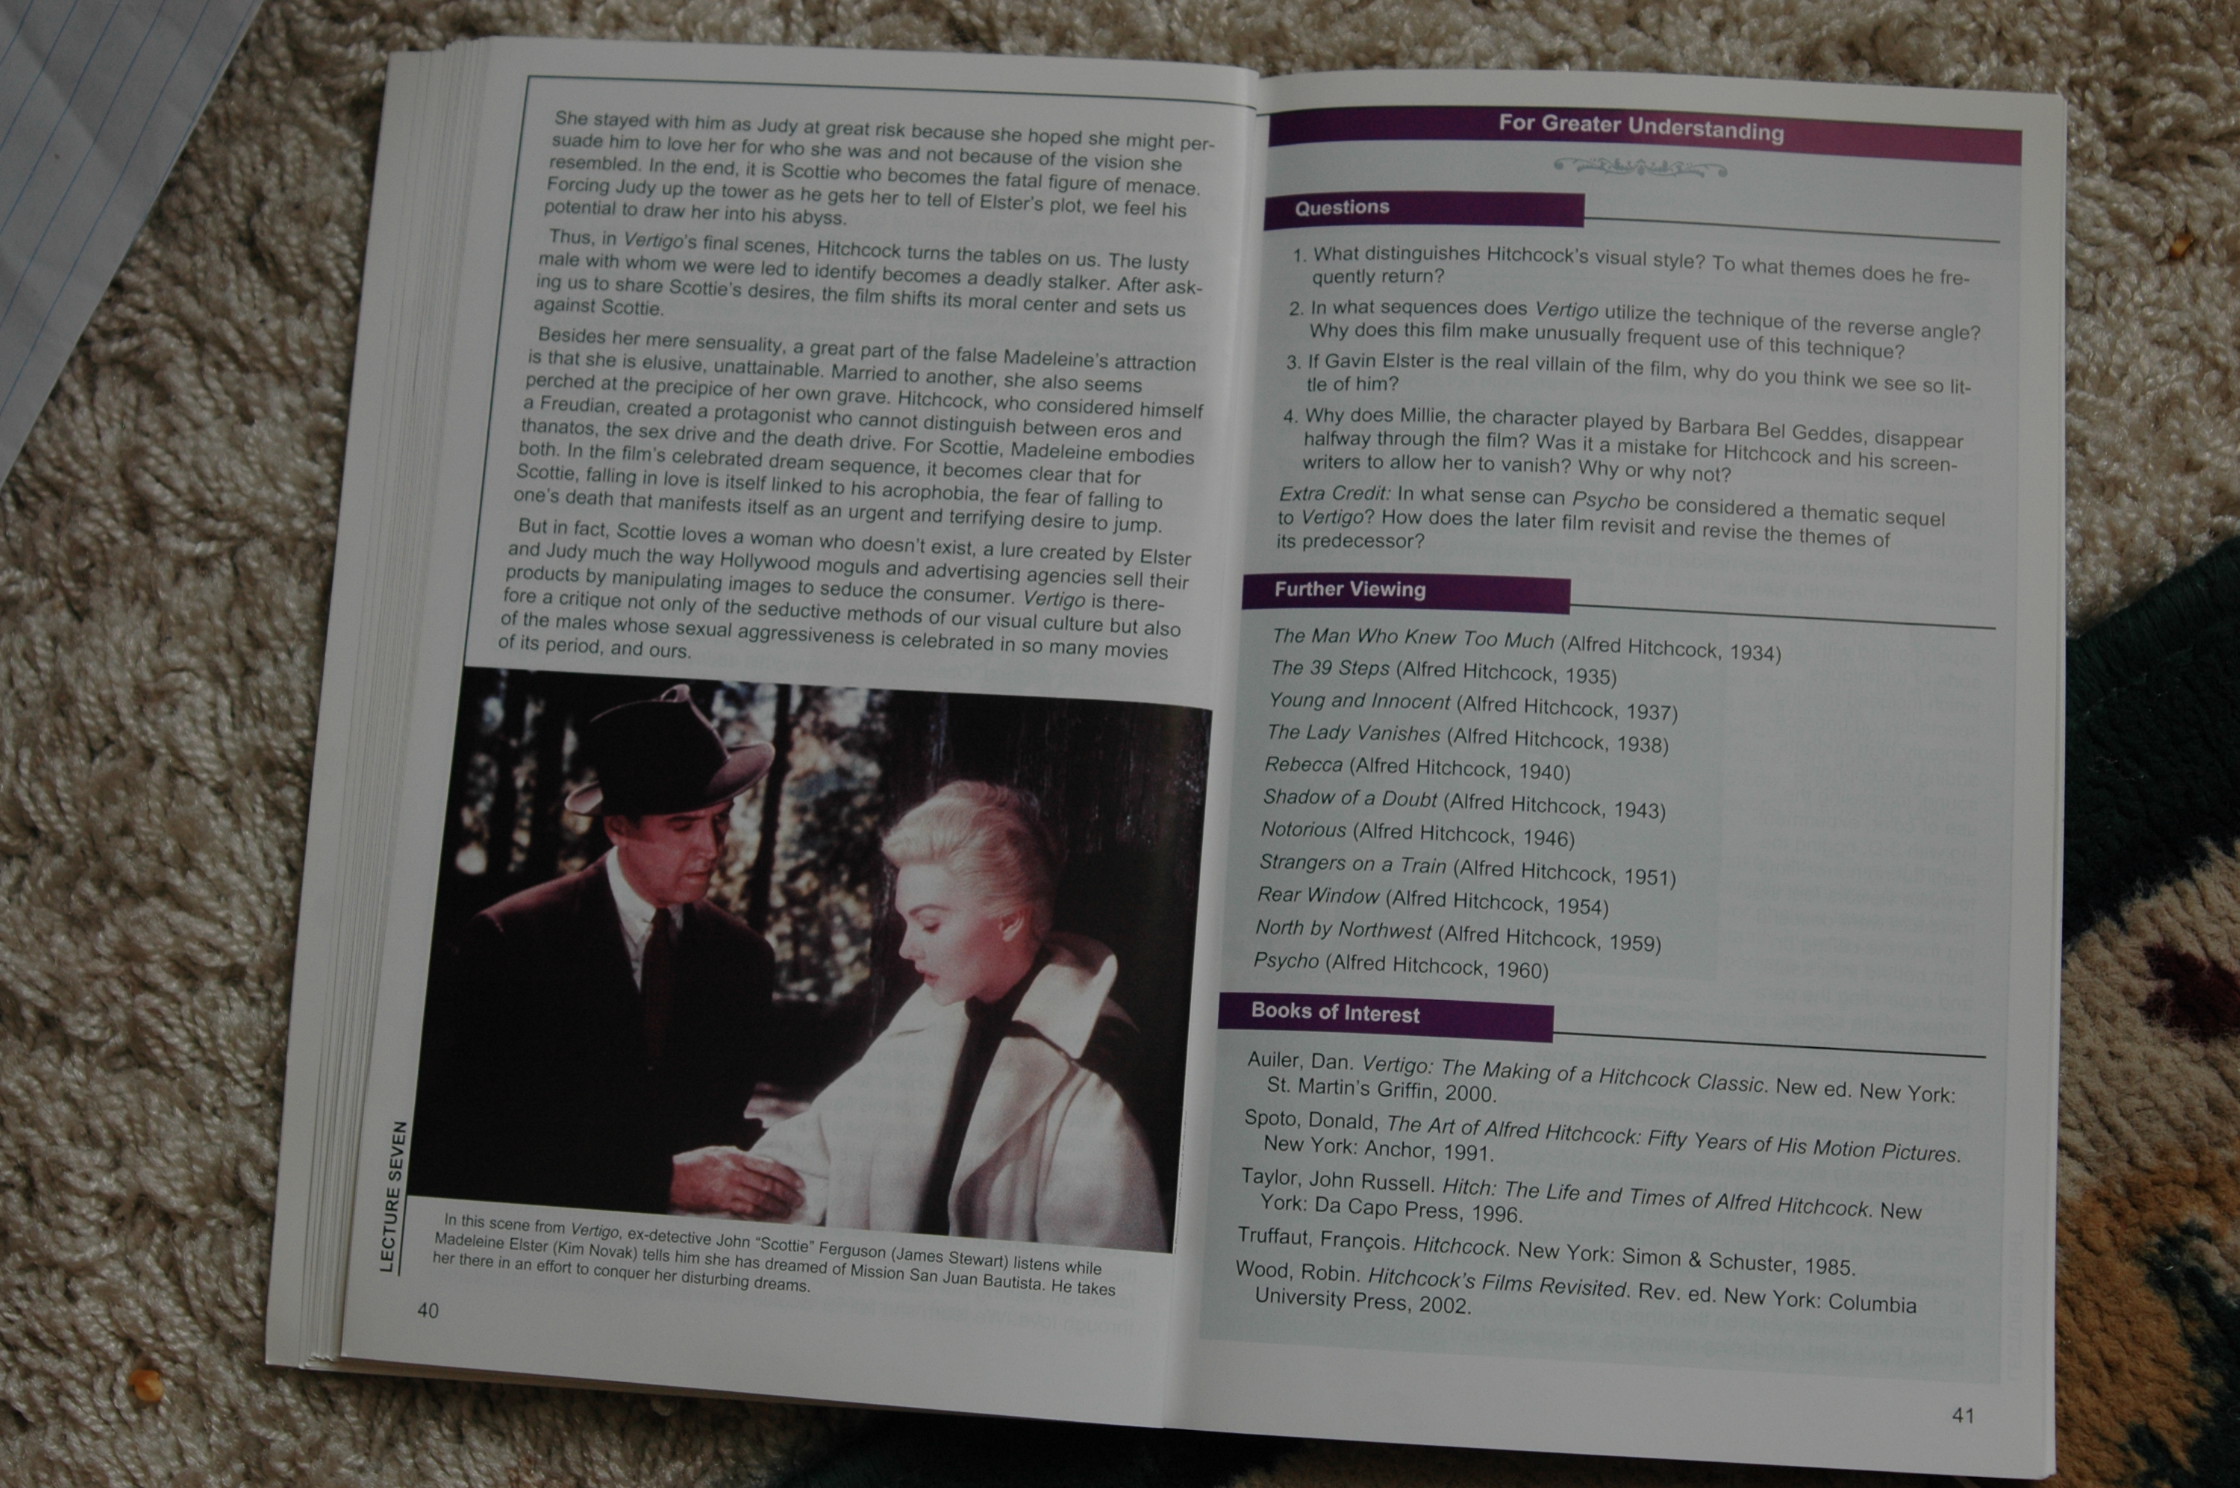 She stayed with him as Judy at great risk because she hoped she might per-
suade him to love her for who she was and not because of the vision she
resembled. In the end, it is Scottie who becomes the fatal figure of menace.
Forcing Judy up the tower as he gets her to tell of Elster's plot, we feel his
potential to draw her into his abyss.
Thus, in Vertigo's final scenes, Hitchcock turns the tables on us. The lusty
male with whom we were led to identify becomes a deadly stalker. After ask-
ing us to share Scottie's desires, the film shifts its moral center and sets us
against Scottie.
Besides her mere sensuality, a great part of the false Madeleine's attraction
is that she is elusive, unattainable. Married to another, she also seems
perched at the precipice of her own grave. Hitchcock, who considered himself
a Freudian, created a protagonist who cannot distinguish between eros and
thanatos, the sex drive and the death drive. For Scottie, Madeleine embodies
both. In the film's celebrated dream sequence, it becomes clear that for
Scottie, falling in love is itself linked to his acrophobia, the fear of falling to
one's death that manifests itself as an urgent and terrifying desire to jump.
But in fact, Scottie loves a woman who doesn't exist, a lure created by Elster
and Judy much the way Hollywood moguls and advertising agencies sell their
products by manipulating images to seduce the consumer. Vertigo is there-
fore a critique not only of the seductive methods of our visual culture but also
of the males whose sexual aggressiveness is celebrated in so many movies
of its period, and ours.
LECTURE SEVEN
In this scene from Vertigo, ex-detective John "Scottie" Ferguson (James Stewart) listens while
Madeleine Elster (Kim Novak) tells him she has dreamed of Mission San Juan Bautista. He takes
her there in an effort to conquer her disturbing dreams.
40
For Greater Understanding
Questions
1. What distinguishes Hitchcock's visual style? To what themes does he fre-
quently return?
2. In what sequences does Vertigo utilize the technique of the reverse angle?
Why does this film make unusually frequent use of this technique?
3. If Gavin Elster is the real villain of the film, why do you think we see so lit-
tle of him?
4. Why does Millie, the character played by Barbara Bel Geddes, disappear
halfway through the film? Was it a mistake for Hitchcock and his screen-
writers to allow her to vanish? Why or why not?
Extra Credit: In what sense can Psycho be considered a thematic sequel
to Vertigo? How does the later film revisit and revise the themes of
its predecessor?
Further Viewing
The Man Who Knew Too Much (Alfred Hitchcock, 1934)
The 39 Steps (Alfred Hitchcock, 1935)
Young and Innocent (Alfred Hitchcock, 1937)
The Lady Vanishes (Alfred Hitchcock, 1938)
Rebecca (Alfred Hitchcock, 1940)
Shadow of a Doubt (Alfred Hitchcock, 1943)
Notorious (Alfred Hitchcock, 1946)
Strangers on a Train (Alfred Hitchcock, 1951)
Rear Window (Alfred Hitchcock, 1954)
North by Northwest (Alfred Hitchcock, 1959)
Psycho (Alfred Hitchcock, 1960)
Books of Interest
Auiler, Dan. Vertigo: The Making of a Hitchcock Classic. New ed. New York:
St. Martin's Griffin, 2000.
Spoto, Donald, The Art of Alfred Hitchcock: Fifty Years of His Motion Pictures.
New York: Anchor, 1991.
Taylor, John Russell. Hitch: The Life and Times of Alfred Hitchcock. New
York: Da Capo Press, 1996.
Truffaut, François. Hitchcock. New York: Simon & Schuster, 1985.
Wood, Robin. Hitchcock's Films Revisited. Rev. ed. New York: Columbia
University Press, 2002.
41